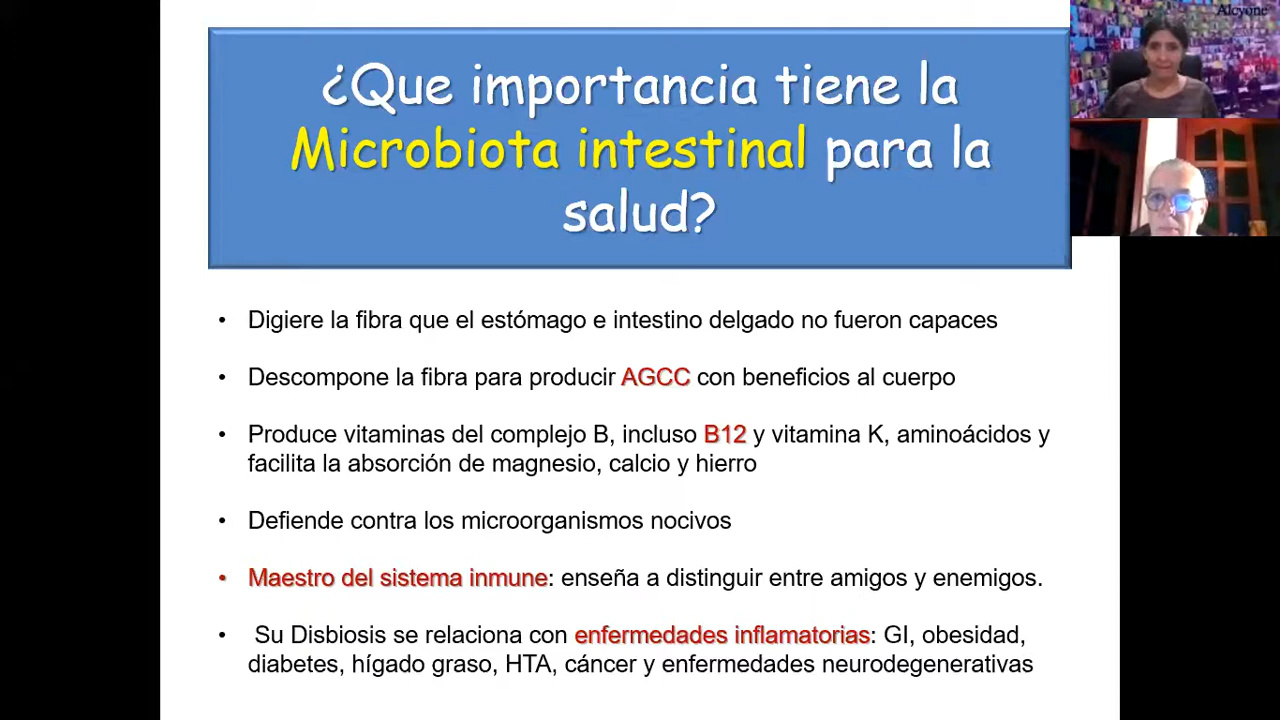 Alcyone
¿Que importancia tiene la
Microbiota intestinal para la
salud?
• Digiere la fibra que el estómago e intestino delgado no fueron capaces
• Descompone la fibra para producir AGCC con beneficios al cuerpo
• Produce vitaminas del complejo B, incluso B12 y vitamina K, aminoácidos y
facilita la absorción de magnesio, calcio y hierro
• Defiende contra los microorganismos nocivos
• Maestro del sistema inmune: enseña a distinguir entre amigos y enemigos.
• Su Disbiosis se relaciona con enfermedades inflamatorias: GI, obesidad,
diabetes, hígado graso, HTA, cáncer y enfermedades neurodegenerativas